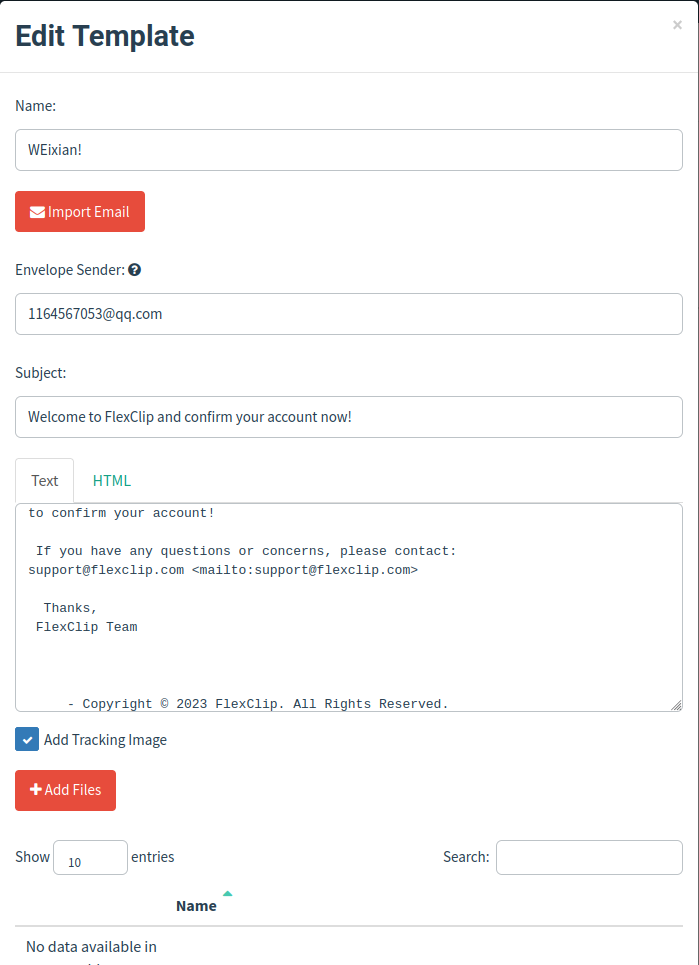 Edit Template
×
Name:
WEixian!
Import Email
Envelope Sender:
1164567053@qq.com
Subject:
Welcome to FlexClip and confirm your account now!
Text HTML
to confirm your account!
If you have any questions or concerns, please contact:
support@flexclip.com <mailto:support@flexclip.com>
Thanks,
FlexClip Team
- Copyright © 2023 FlexClip. All Rights Reserved.
Add Tracking Image
Add Files
Show 10 entries Search:
Name
No data available in